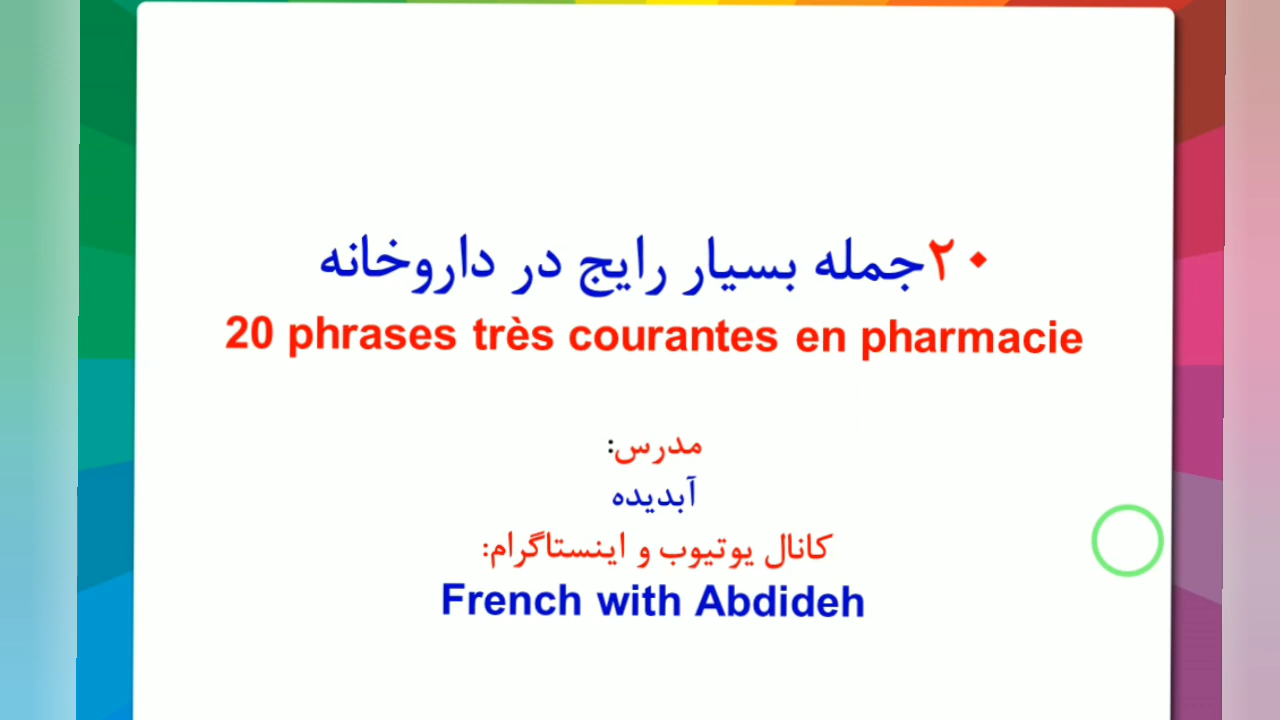 ۲۰جمله بسیار رایج در داروخانه
20 phrases très courantes en pharmacie
مدرس:
آبدیده
کانال یوتیوب و اینستاگرام:
French with Abdideh